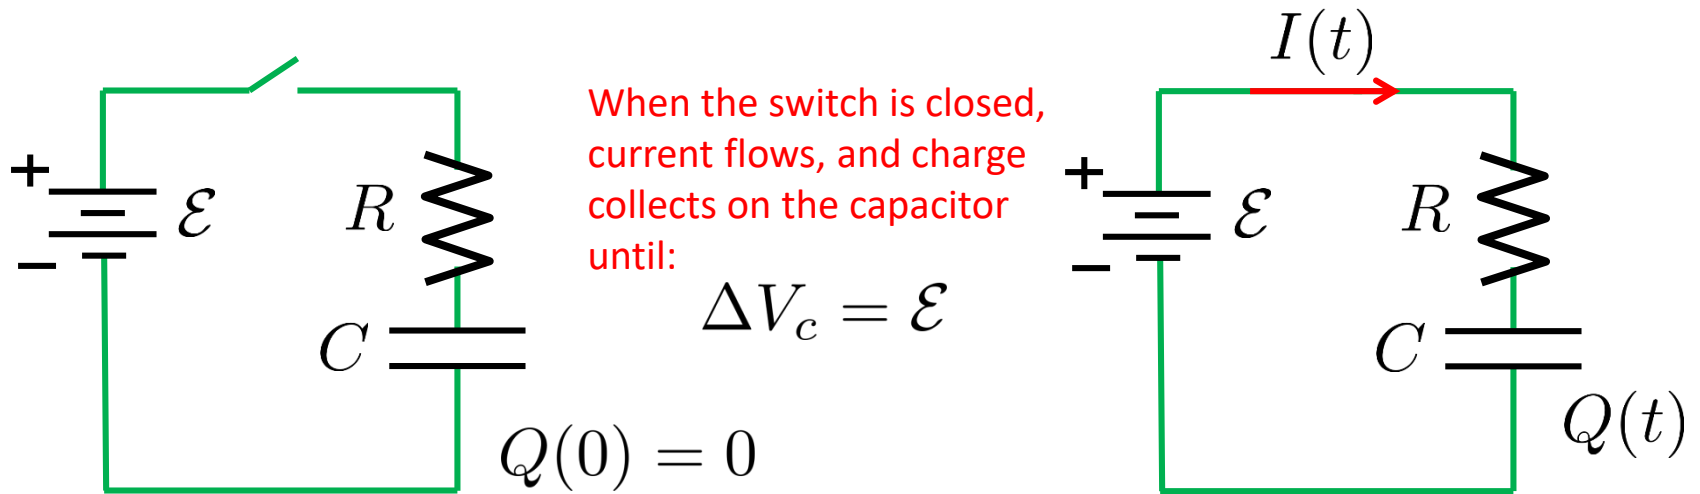 +
−
ℰ
R
C
Q(0) = 0
When the switch is closed,
current flows, and charge
collects on the capacitor
until:
ΔV_c = ℰ
I(t)
+
−
ℰ
R
C
Q(t)